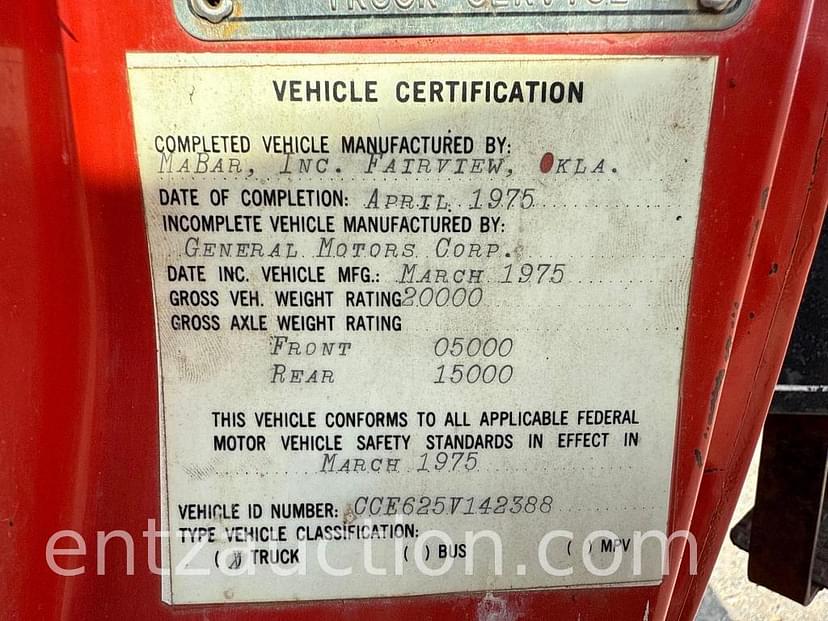 TRUCK SERVICE
VEHICLE CERTIFICATION
COMPLETED VEHICLE MANUFACTURED BY:
MABAR, INC. FAIRVIEW, OKLA.
DATE OF COMPLETION: APRIL 1975
INCOMPLETE VEHICLE MANUFACTURED BY:
GENERAL MOTORS CORP.
DATE INC. VEHICLE MFG.: MARCH 1975
GROSS VEH. WEIGHT RATING 20000
GROSS AXLE WEIGHT RATING
FRONT 05000
REAR 15000
THIS VEHICLE CONFORMS TO ALL APPLICABLE FEDERAL
MOTOR VEHICLE SAFETY STANDARDS IN EFFECT IN
MARCH 1975
VEHICLE ID NUMBER: CCE625V142388
TYPE VEHICLE CLASSIFICATION:
(X) TRUCK ( ) BUS ( ) MPV
entzauction.com